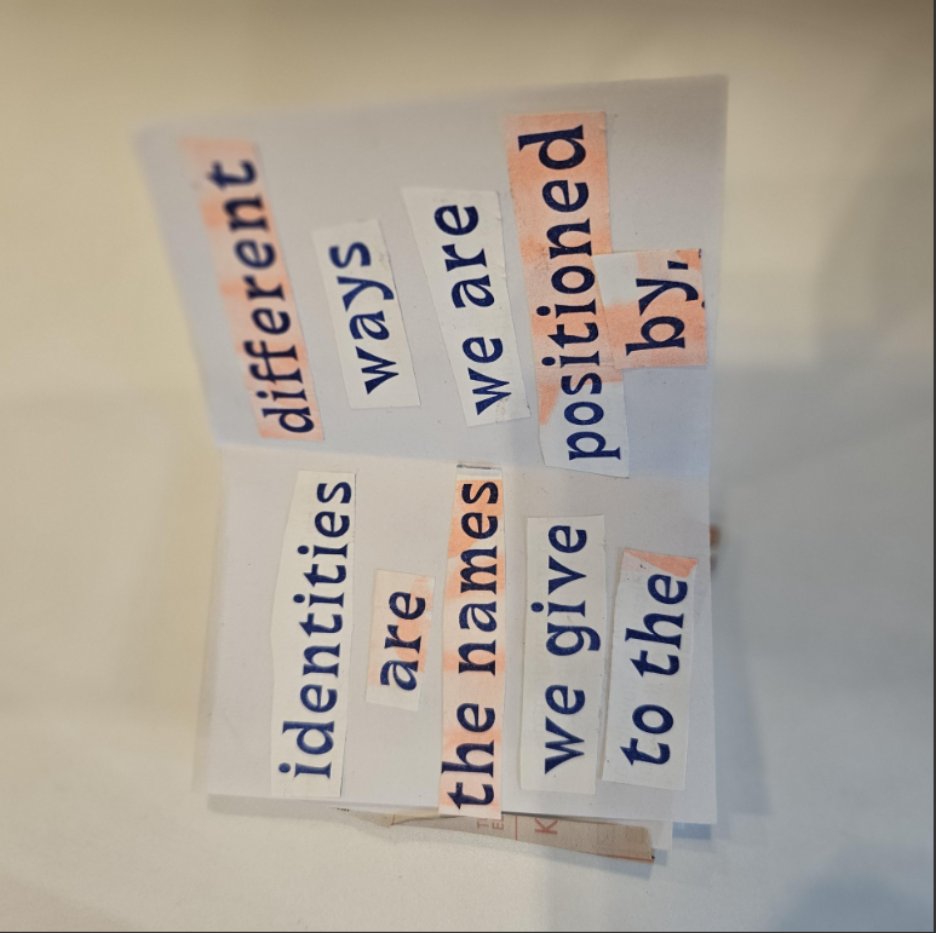 identities
are
the names
we give
to the
different
ways
we are
positioned
by,